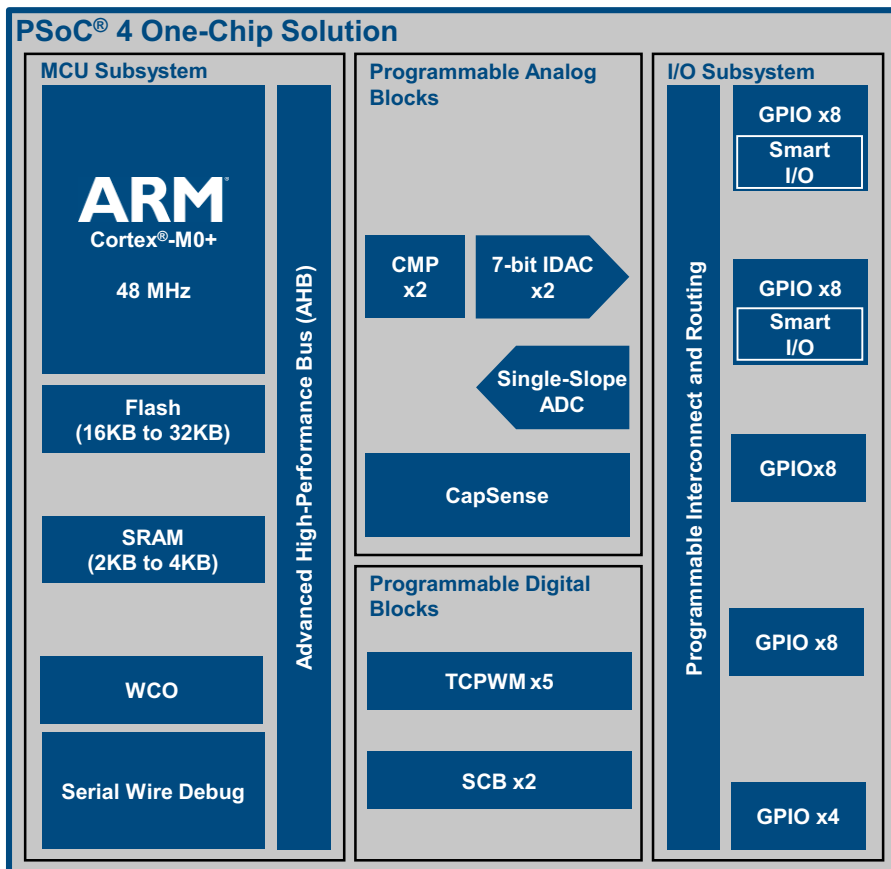 PSoC® 4 One-Chip Solution
MCU Subsystem
ARM®
Cortex®-M0+
48 MHz
Flash
(16KB to 32KB)
SRAM
(2KB to 4KB)
WCO
Serial Wire Debug
Advanced High-Performance Bus (AHB)
Programmable Analog
Blocks
CMP
x2
7-bit IDAC
x2
Single-Slope
ADC
CapSense
Programmable Digital
Blocks
TCPWM x5
SCB x2
I/O Subsystem
Programmable Interconnect and Routing
GPIO x8
Smart
I/O
GPIO x8
Smart
I/O
GPIOx8
GPIO x8
GPIO x4